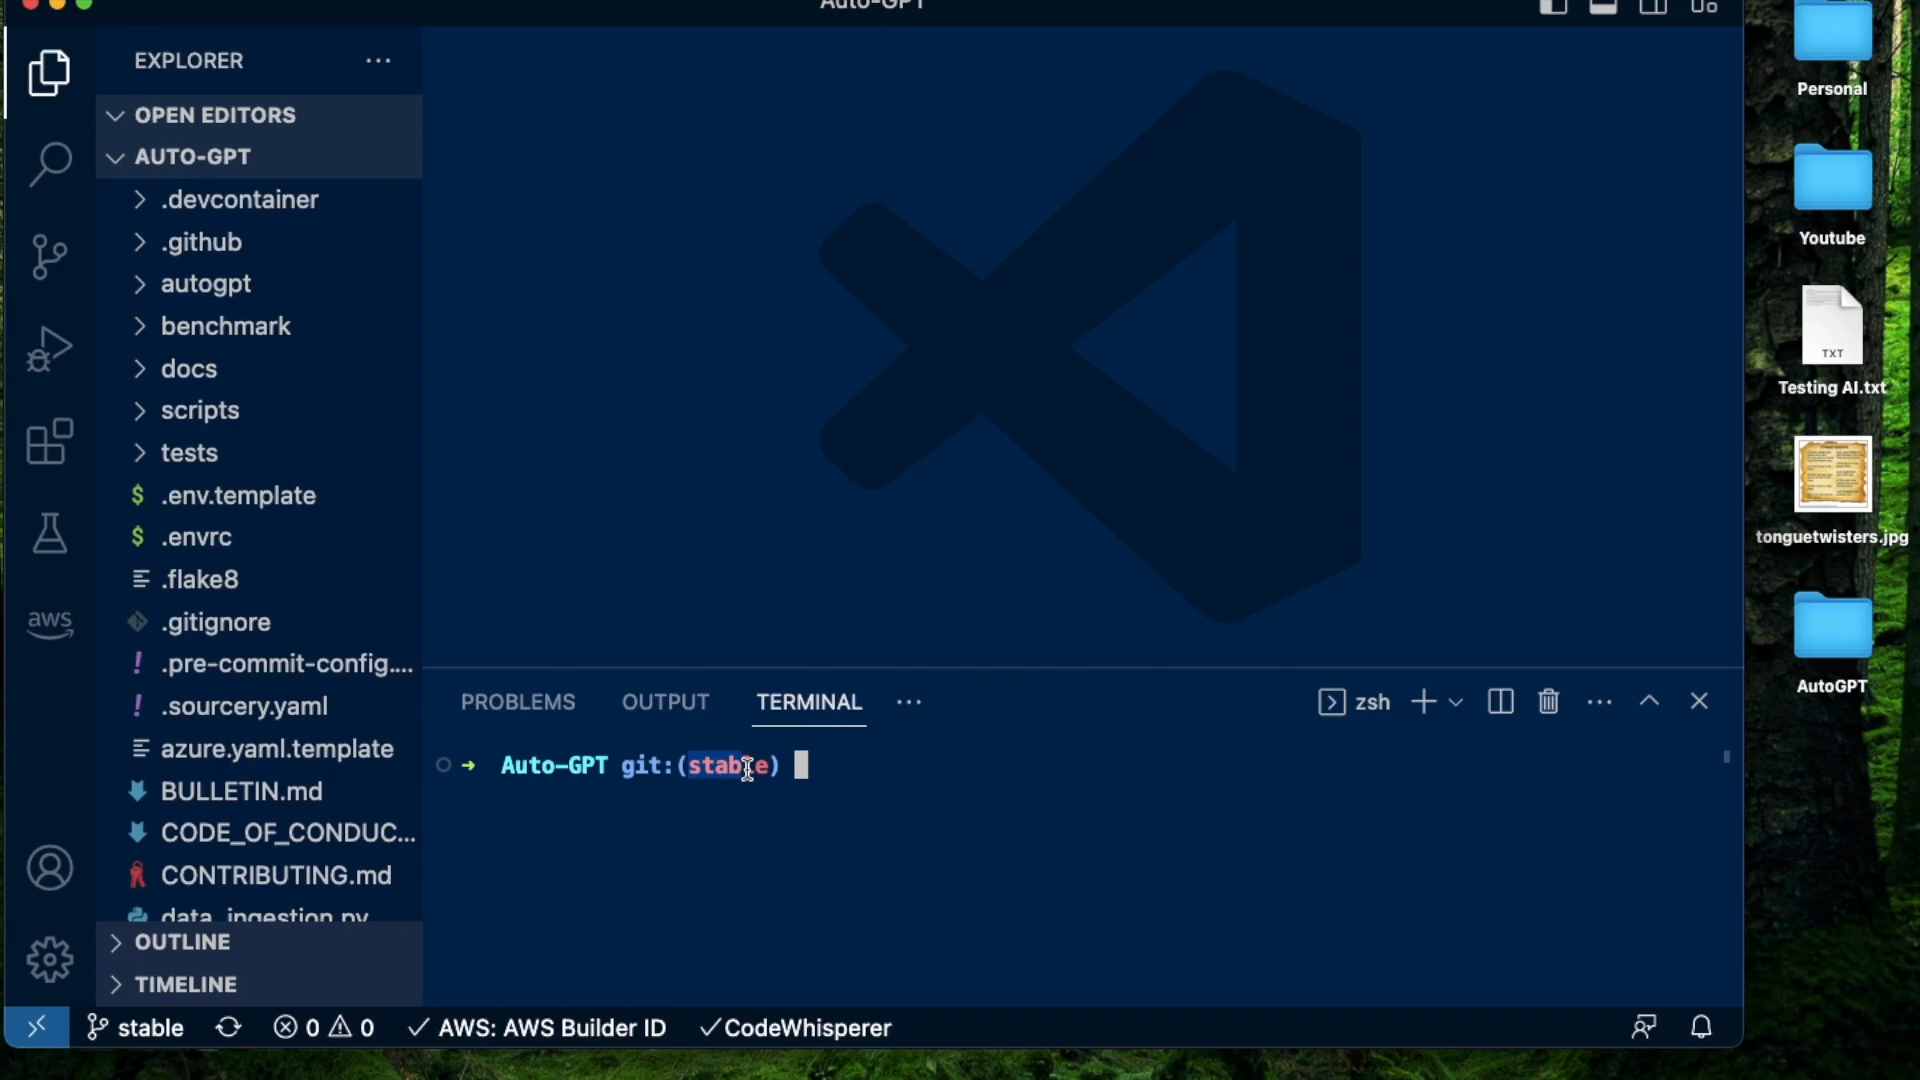 Auto-GPT
EXPLORER
OPEN EDITORS
AUTO-GPT
.devcontainer
.github
autogpt
benchmark
docs
scripts
tests
$ .env.template
$ .envrc
.flake8
.gitignore
! .pre-commit-config....
! .sourcery.yaml
azure.yaml.template
BULLETIN.md
CODE_OF_CONDUC...
CONTRIBUTING.md
data_ingestion.py
OUTLINE
TIMELINE
aws
PROBLEMS OUTPUT TERMINAL ...
zsh
Auto-GPT git:(stable)
stable
0 0
AWS: AWS Builder ID
CodeWhisperer
Personal
Youtube
TXT
Testing AI.txt
tonguetwisters.jpg
AutoGPT